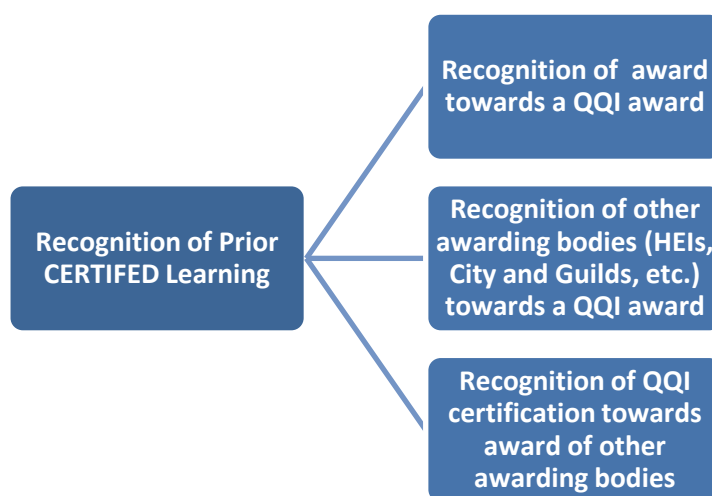 Recognition of award
towards a QQI award
Recognition of Prior
CERTIFED Learning
Recognition of other
awarding bodies (HEIs,
City and Guilds, etc.)
towards a QQI award
Recognition of QQI
certification towards
award of other
awarding bodies